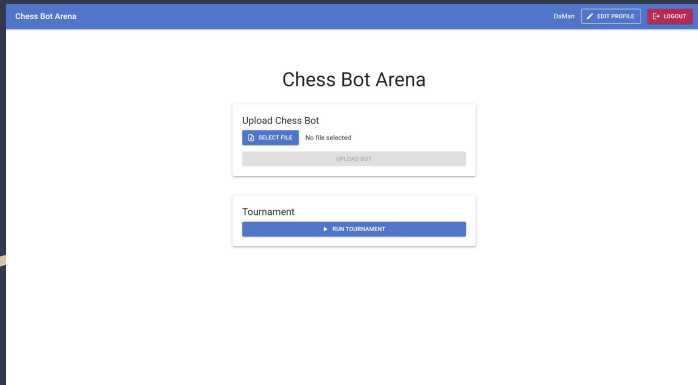 Chess Bot Arena DaMan EDIT PROFILE LOGOUT
Chess Bot Arena
Upload Chess Bot
SELECT FILE No file selected
UPLOAD BOT
Tournament
RUN TOURNAMENT